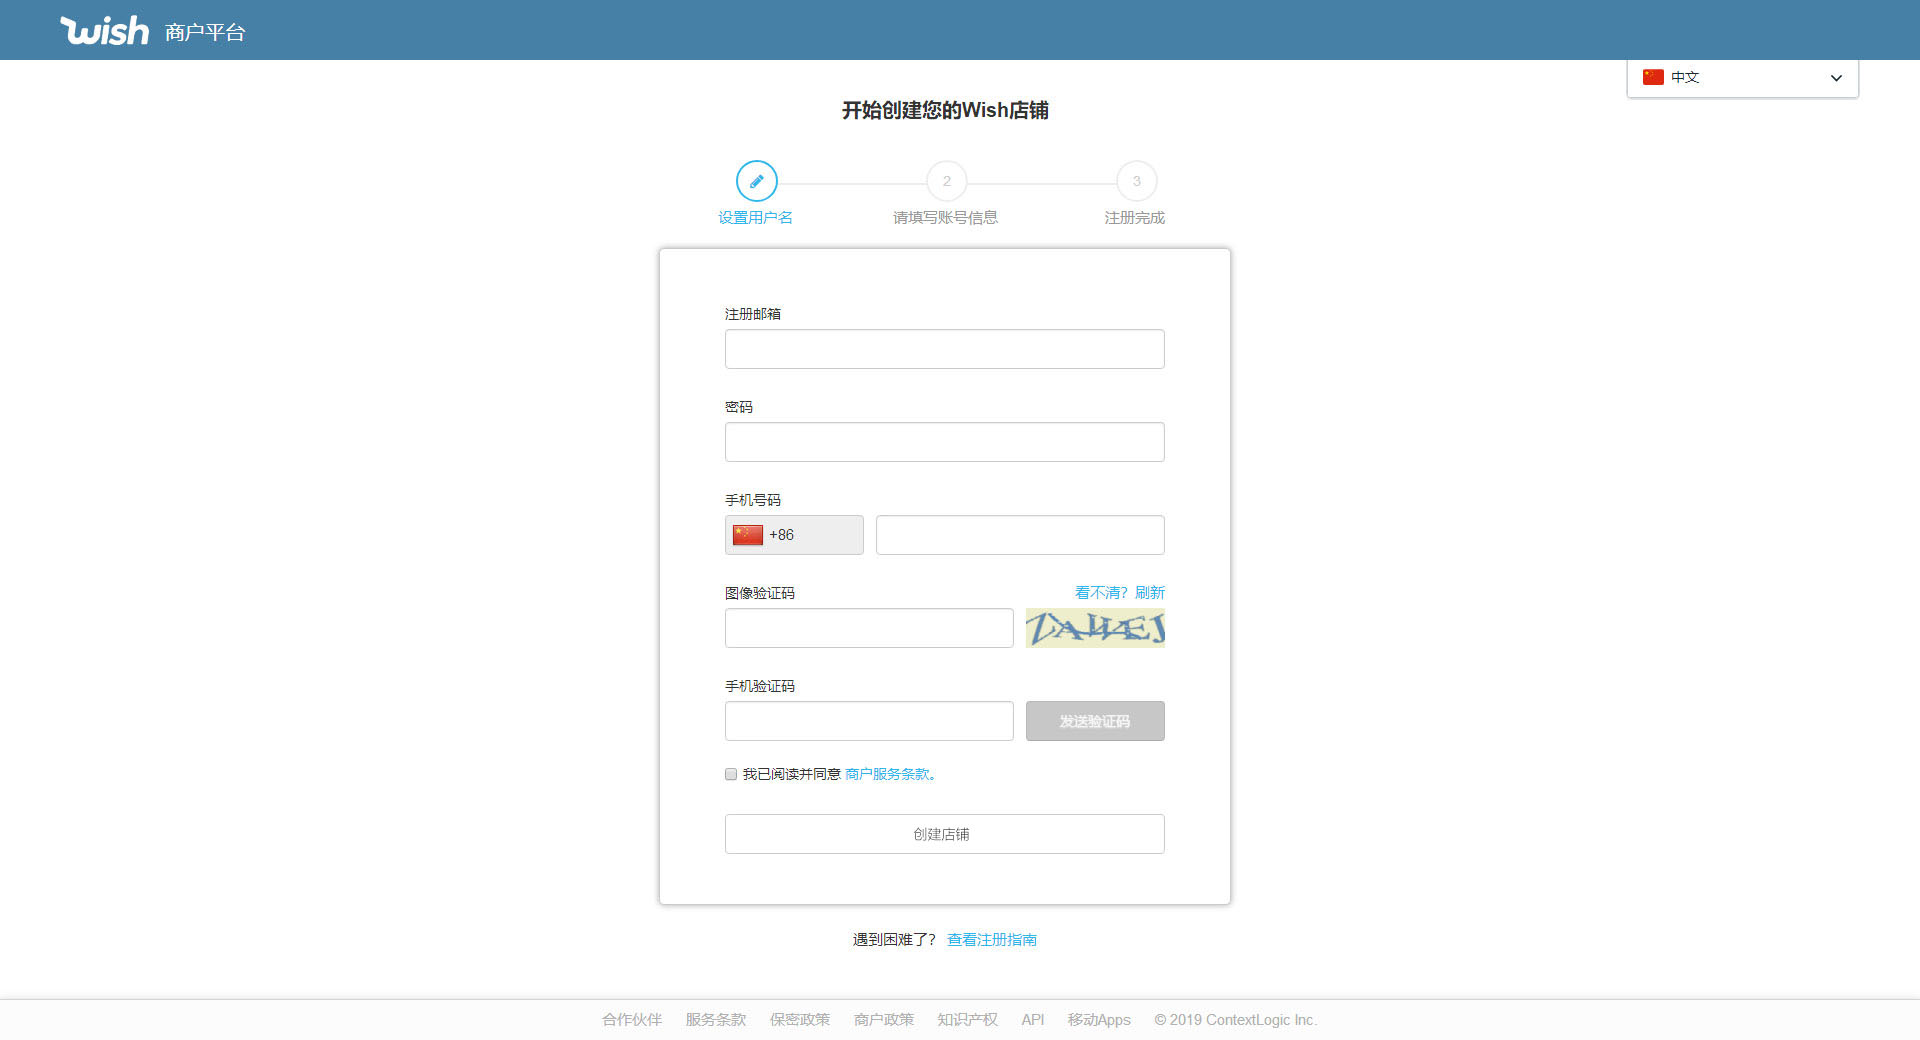 wish 商户平台
中文
开始创建您的Wish店铺
2
3
设置用户名
请填写账号信息
注册完成
注册邮箱
密码
手机号码
+86
图像验证码
看不清？刷新
手机验证码
发送验证码
我已阅读并同意 商户服务条款。
创建店铺
遇到困难了？ 查看注册指南
合作伙伴 服务条款 保密政策 商户政策 知识产权 API 移动Apps © 2019 ContextLogic Inc.